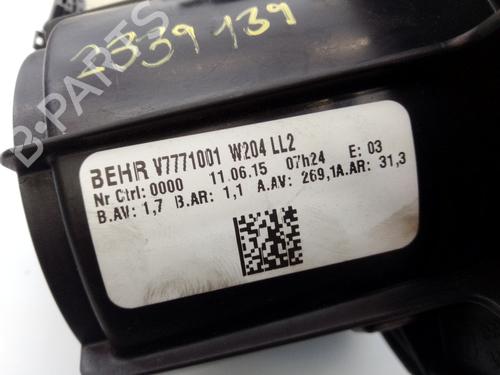 2339139
B-PARTS
BEHR V7771001 W204 LL2
Nr Ctrl: 0000 11.06.15 07h24 E: 03
B.AV: 1,7 B.AR: 1,1 A.AV: 269,1A.AR: 31,3